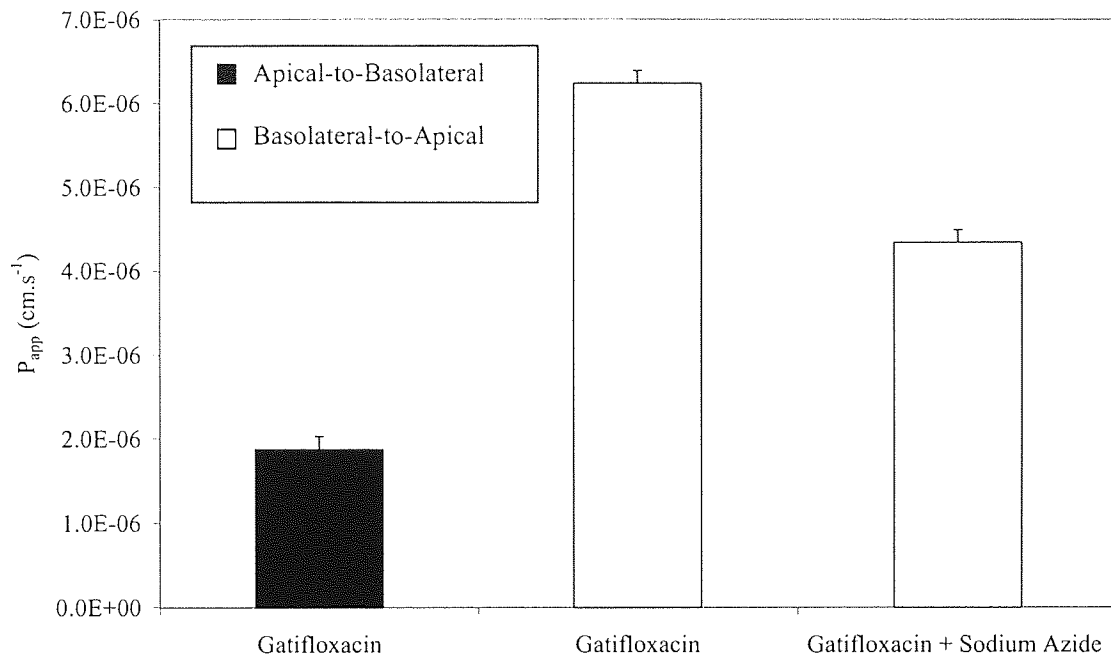 7.0E-06
6.0E-06
5.0E-06
4.0E-06
3.0E-06
2.0E-06
1.0E-06
0.0E+00
Papp (cm.s-1)
Apical-to-Basolateral
Basolateral-to-Apical
Gatifloxacin
Gatifloxacin
Gatifloxacin + Sodium Azide